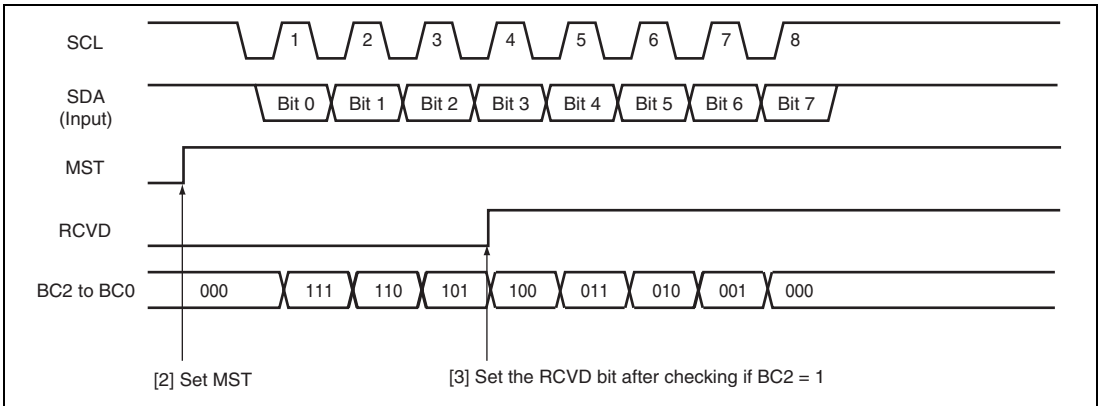 SCL 1 2 3 4 5 6 7 8
SDA
(Input)
Bit 0 Bit 1 Bit 2 Bit 3 Bit 4 Bit 5 Bit 6 Bit 7
MST
RCVD
BC2 to BC0 000 111 110 101 100 011 010 001 000
[2] Set MST
[3] Set the RCVD bit after checking if BC2 = 1